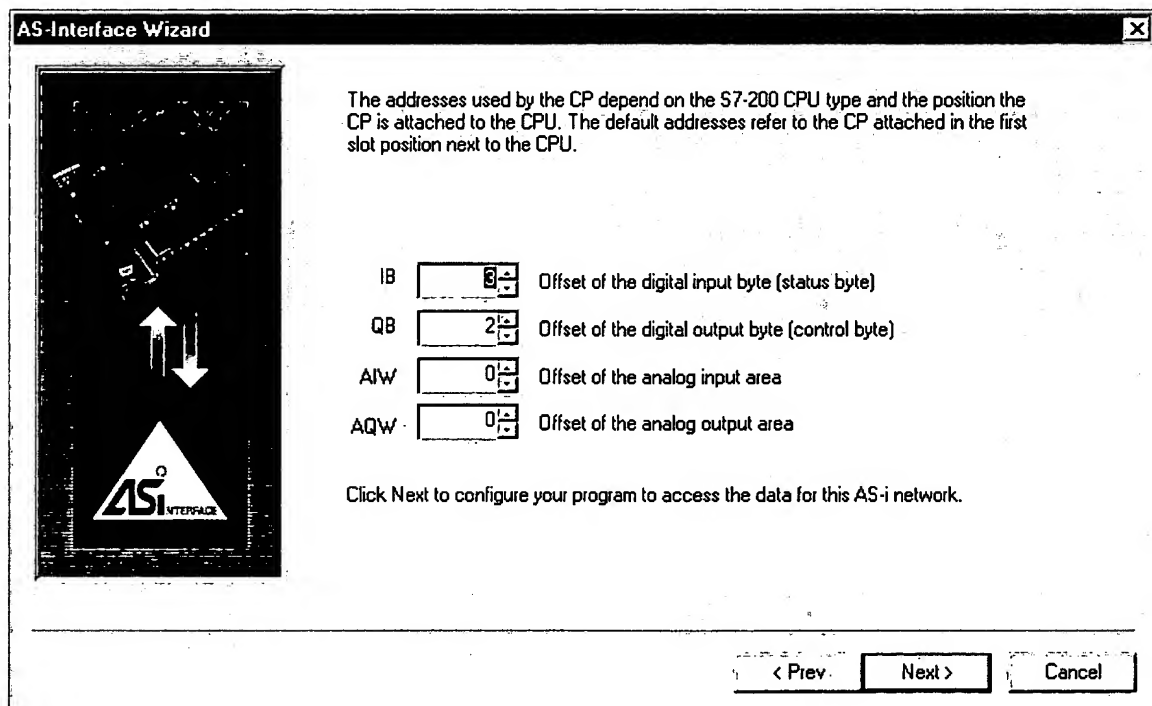 AS-Interface Wizard
The addresses used by the CP depend on the S7-200 CPU type and the position the
CP is attached to the CPU. The default addresses refer to the CP attached in the first
slot position next to the CPU.
IB 3 Offset of the digital input byte (status byte)
QB 2 Offset of the digital output byte (control byte)
AIW 0 Offset of the analog input area
AQW 0 Offset of the analog output area
Click Next to configure your program to access the data for this AS-i network.
ASi
INTERFACE
< Prev Next > Cancel